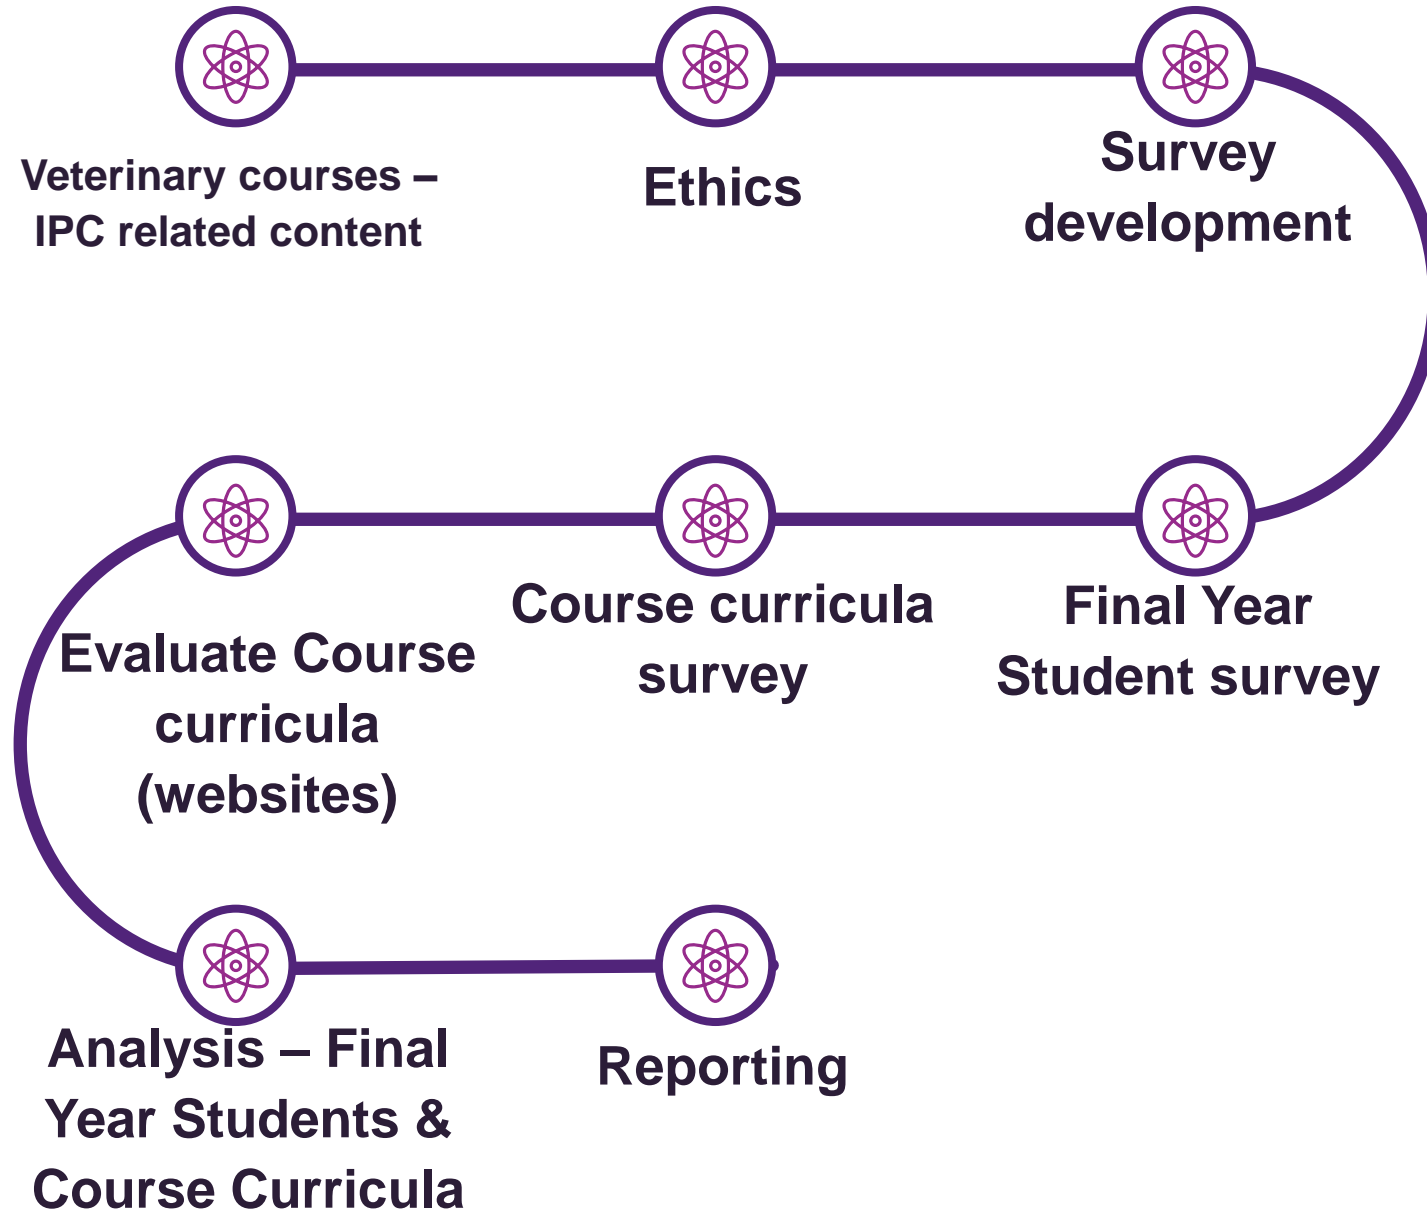 Veterinary courses –
IPC related content
Ethics
Survey
development
Final Year
Student survey
Course curricula
survey
Evaluate Course
curricula
(websites)
Analysis – Final
Year Students &
Course Curricula
Reporting